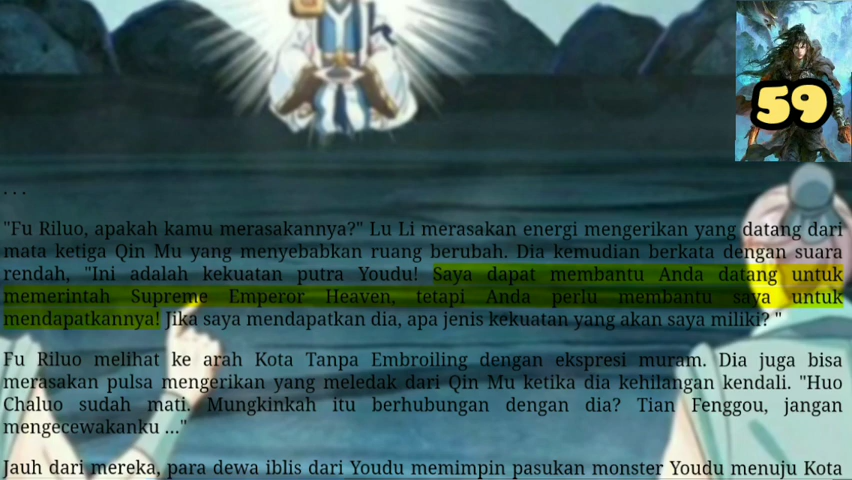 59
. . .
"Fu Riluo, apakah kamu merasakannya?" Lu Li merasakan energi mengerikan yang datang dari
mata ketiga Qin Mu yang menyebabkan ruang berubah. Dia kemudian berkata dengan suara
rendah, "Ini adalah kekuatan putra Youdu! Saya dapat membantu Anda datang untuk
memerintah Supreme Emperor Heaven, tetapi Anda perlu membantu saya untuk
mendapatkannya! Jika saya mendapatkan dia, apa jenis kekuatan yang akan saya miliki? "
Fu Riluo melihat ke arah Kota Tanpa Embroiling dengan ekspresi muram. Dia juga bisa
merasakan pulsa mengerikan yang meledak dari Qin Mu ketika dia kehilangan kendali. "Huo
Chaluo sudah mati. Mungkinkah itu berhubungan dengan dia? Tian Fenggou, jangan
mengecewakanku ..."
Jauh dari mereka, para dewa iblis dari Youdu memimpin pasukan monster Youdu menuju Kota